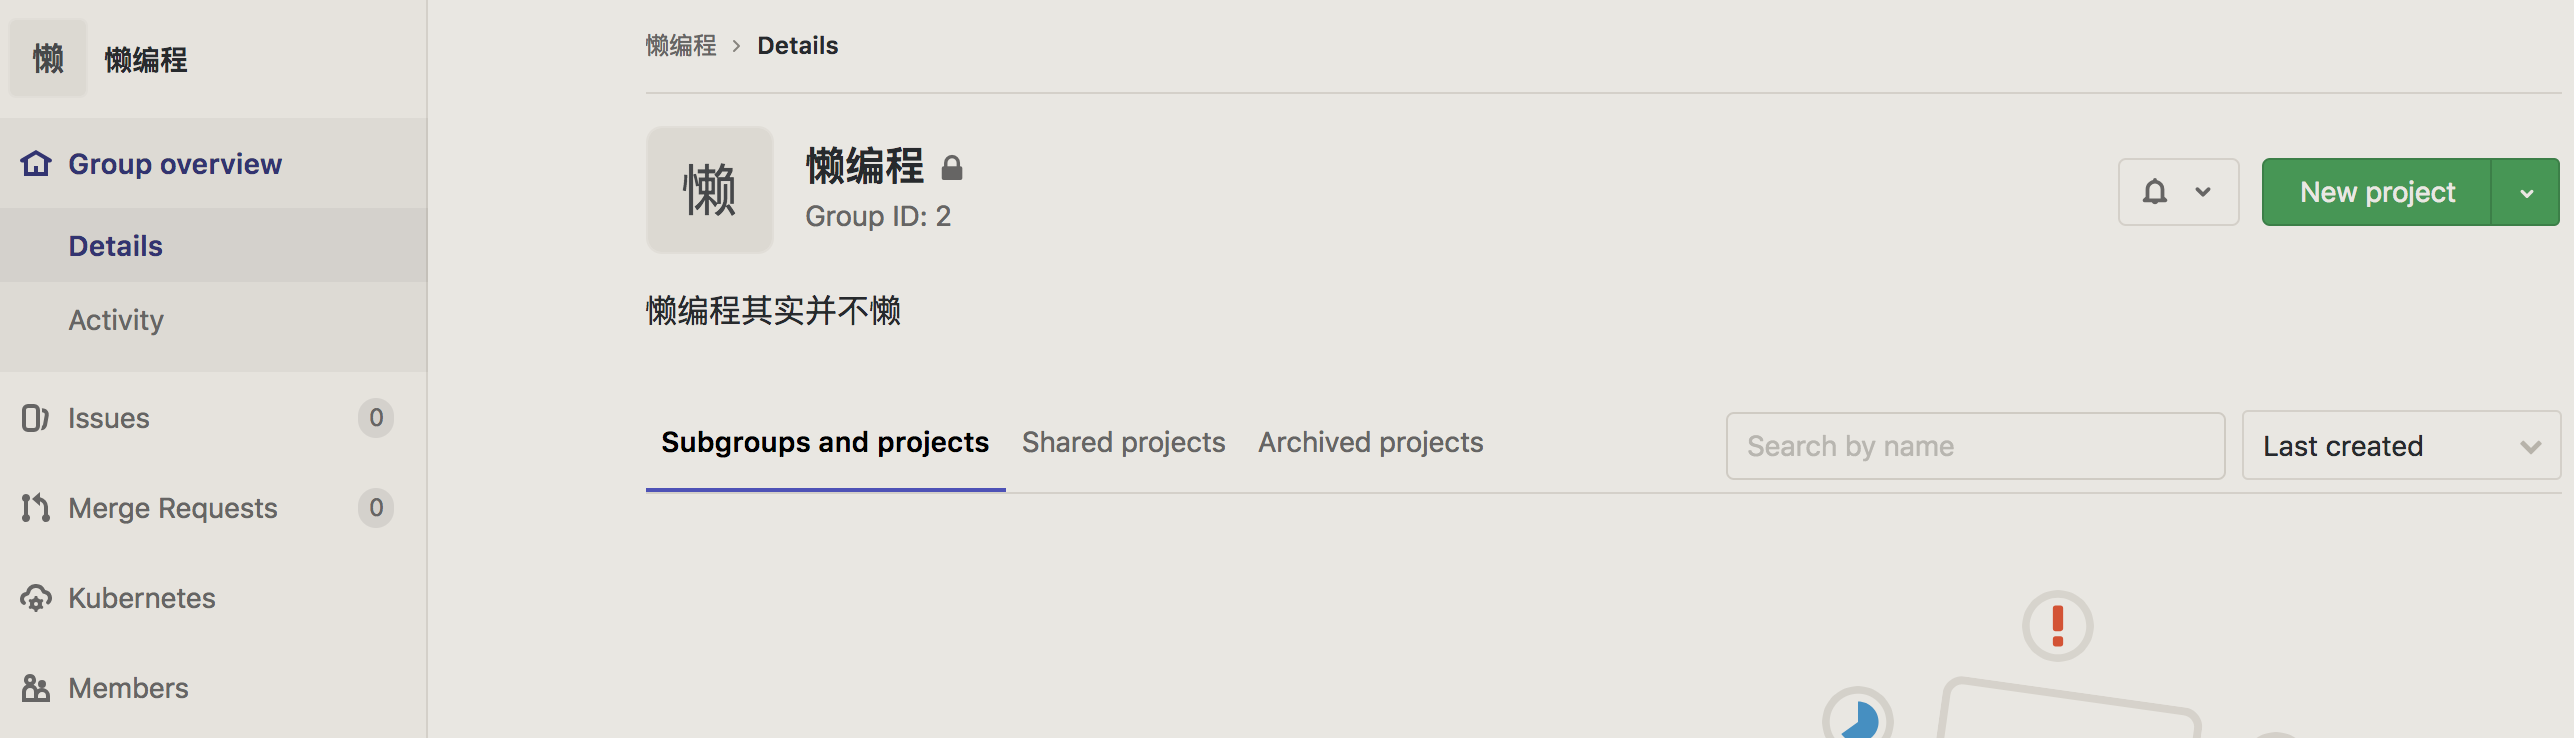 懒 懒编程
Group overview
Details
Activity
Issues 0
Merge Requests 0
Kubernetes
Members
懒编程 › Details
懒
懒编程
Group ID: 2
New project
懒编程其实并不懒
Subgroups and projects Shared projects Archived projects
Search by name
Last created